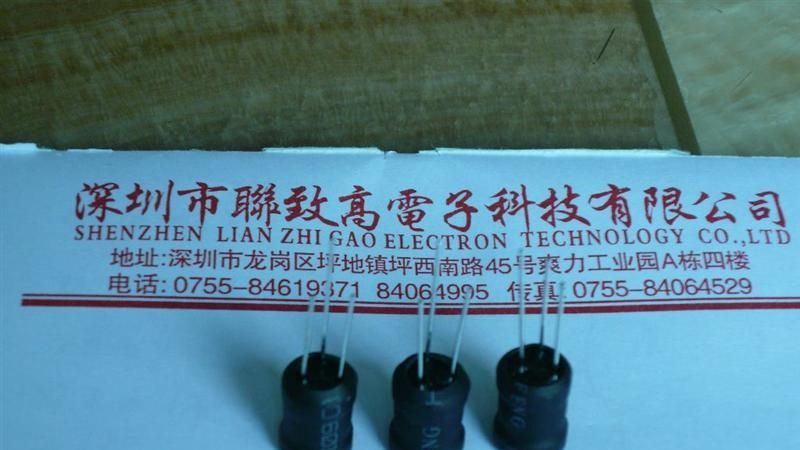 深圳市聯致高電子科技有限公司
SHENZHEN LIAN ZHI GAO ELECTRON TECHNOLOGY CO.,LTD
地址:深圳市龙岗区坪地镇坪西南路45号爽力工业园A栋四楼
电话: 0755-84619371 84064995 传真: 0755-84064529